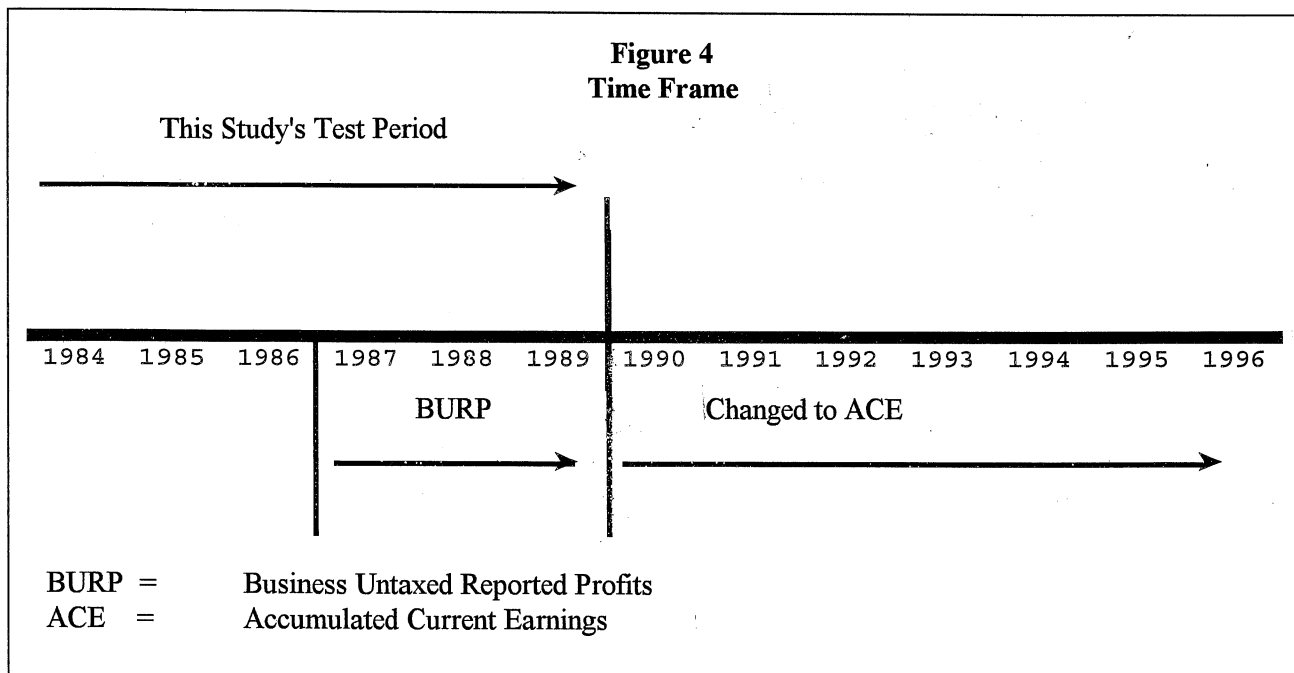 Figure 4
Time Frame
This Study's Test Period
1984 1985 1986 1987 1988 1989 1990 1991 1992 1993 1994 1995 1996
BURP Changed to ACE
BURP = Business Untaxed Reported Profits
ACE = Accumulated Current Earnings